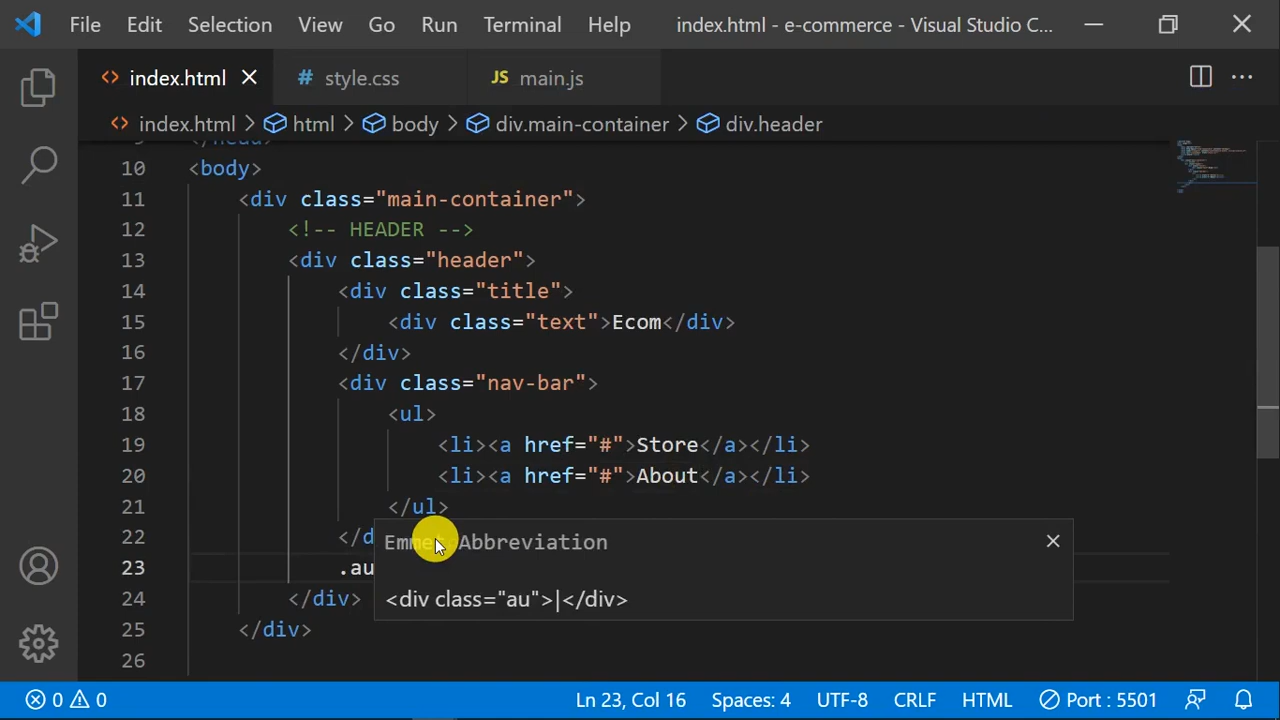 File Edit Selection View Go Run Terminal Help index.html - e-commerce - Visual Studio C...
<> index.html × # style.css JS main.js ...
<> index.html > html > body > div.main-container > div.header
10 <body>
11 <div class="main-container">
12 <!-- HEADER -->
13 <div class="header">
14 <div class="title">
15 <div class="text">Ecom</div>
16 </div>
17 <div class="nav-bar">
18 <ul>
19 <li><a href="#">Store</a></li>
20 <li><a href="#">About</a></li>
21 </ul>
22 </d
Emmet Abbreviation
23 .au
<div class="au">|</div>
24 </div>
25 </div>
26
0 0 Ln 23, Col 16 Spaces: 4 UTF-8 CRLF HTML Port : 5501